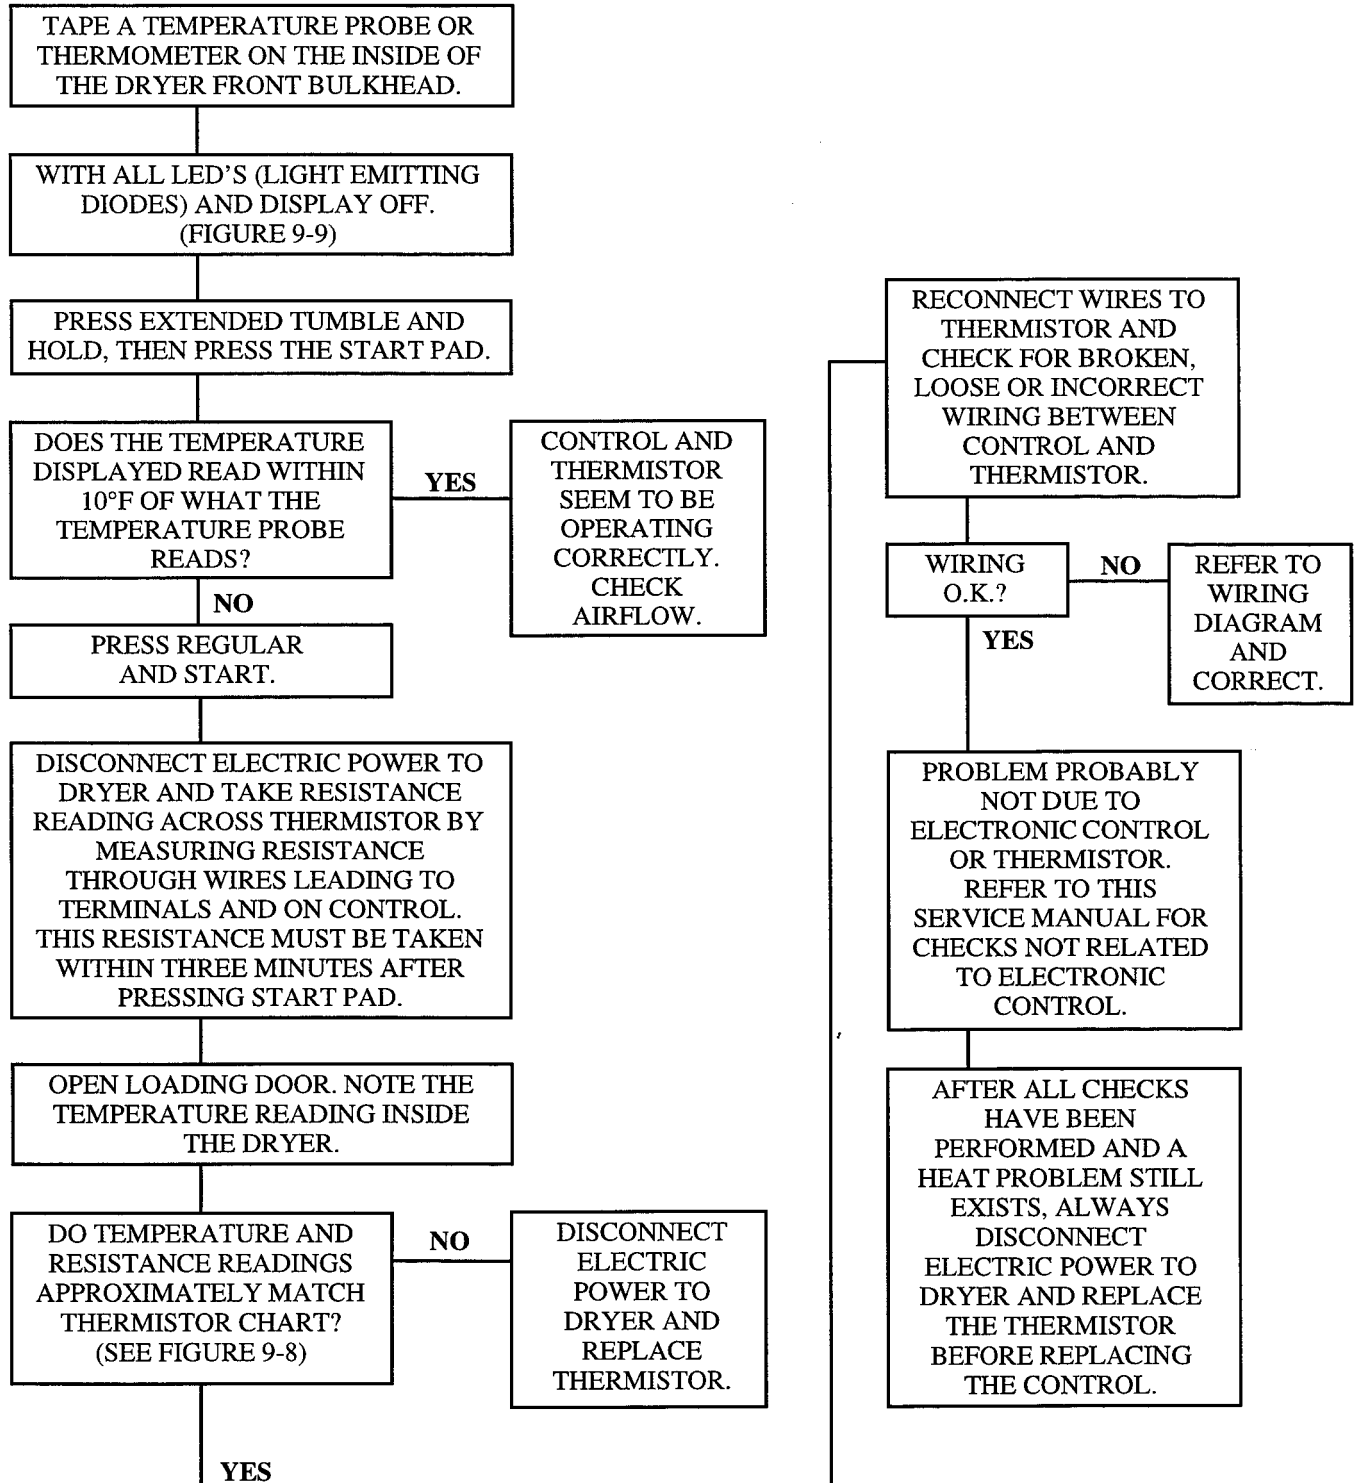 TAPE A TEMPERATURE PROBE OR
THERMOMETER ON THE INSIDE OF
THE DRYER FRONT BULKHEAD.
WITH ALL LED'S (LIGHT EMITTING
DIODES) AND DISPLAY OFF.
(FIGURE 9-9)
PRESS EXTENDED TUMBLE AND
HOLD, THEN PRESS THE START PAD.
DOES THE TEMPERATURE
DISPLAYED READ WITHIN
10°F OF WHAT THE
TEMPERATURE PROBE
READS?
YES
CONTROL AND
THERMISTOR
SEEM TO BE
OPERATING
CORRECTLY.
CHECK
AIRFLOW.
NO
PRESS REGULAR
AND START.
DISCONNECT ELECTRIC POWER TO
DRYER AND TAKE RESISTANCE
READING ACROSS THERMISTOR BY
MEASURING RESISTANCE
THROUGH WIRES LEADING TO
TERMINALS AND ON CONTROL.
THIS RESISTANCE MUST BE TAKEN
WITHIN THREE MINUTES AFTER
PRESSING START PAD.
OPEN LOADING DOOR. NOTE THE
TEMPERATURE READING INSIDE
THE DRYER.
DO TEMPERATURE AND
RESISTANCE READINGS
APPROXIMATELY MATCH
THERMISTOR CHART?
(SEE FIGURE 9-8)
NO
DISCONNECT
ELECTRIC
POWER TO
DRYER AND
REPLACE
THERMISTOR.
YES
RECONNECT WIRES TO
THERMISTOR AND
CHECK FOR BROKEN,
LOOSE OR INCORRECT
WIRING BETWEEN
CONTROL AND
THERMISTOR.
WIRING
O.K.?
NO
REFER TO
WIRING
DIAGRAM
AND
CORRECT.
YES
PROBLEM PROBABLY
NOT DUE TO
ELECTRONIC CONTROL
OR THERMISTOR.
REFER TO THIS
SERVICE MANUAL FOR
CHECKS NOT RELATED
TO ELECTRONIC
CONTROL.
AFTER ALL CHECKS
HAVE BEEN
PERFORMED AND A
HEAT PROBLEM STILL
EXISTS, ALWAYS
DISCONNECT
ELECTRIC POWER TO
DRYER AND REPLACE
THE THERMISTOR
BEFORE REPLACING
THE CONTROL.